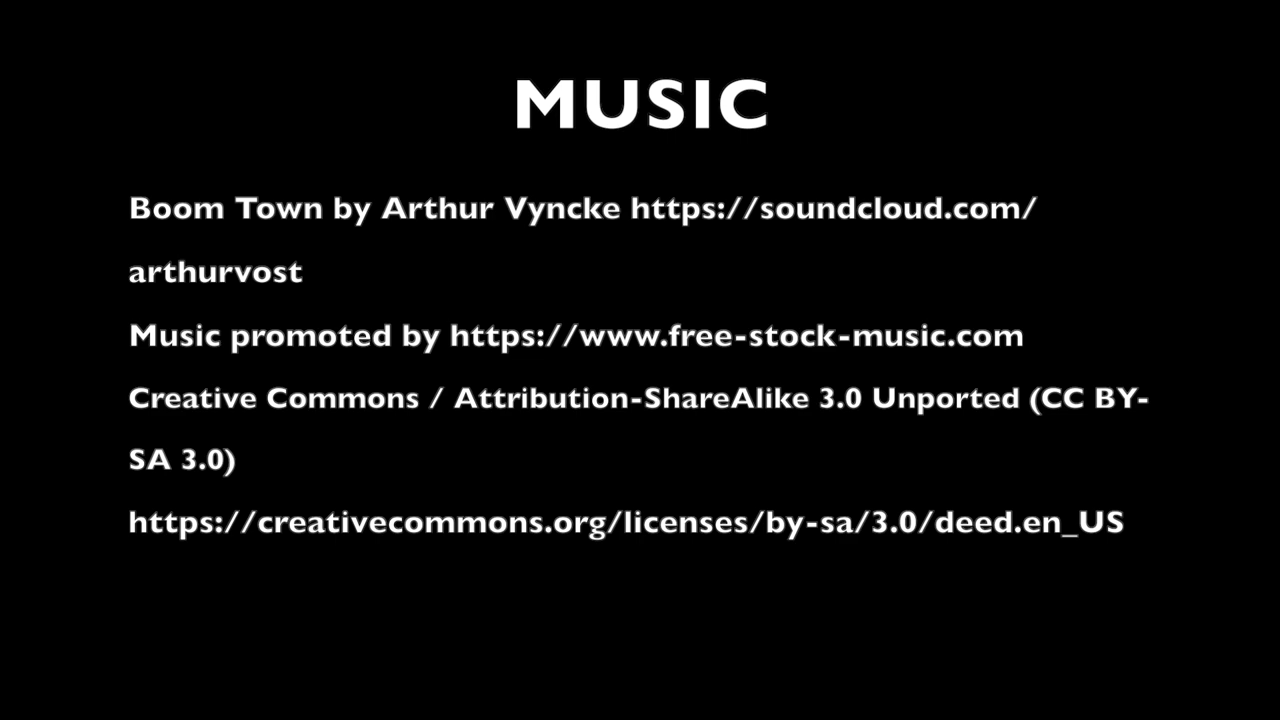 MUSIC
Boom Town by Arthur Vyncke https://soundcloud.com/
arthurvost
Music promoted by https://www.free-stock-music.com
Creative Commons / Attribution-ShareAlike 3.0 Unported (CC BY-
SA 3.0)
https://creativecommons.org/licenses/by-sa/3.0/deed.en_US